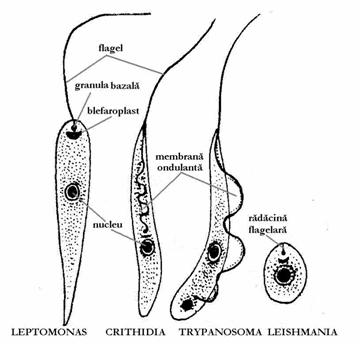 flagel
granula bazală
blefaroplast
membrană
ondulantă
nucleu
rădăcină
flagelară
LEPTOMONAS CRITHIDIA TRYPANOSOMA LEISHMANIA